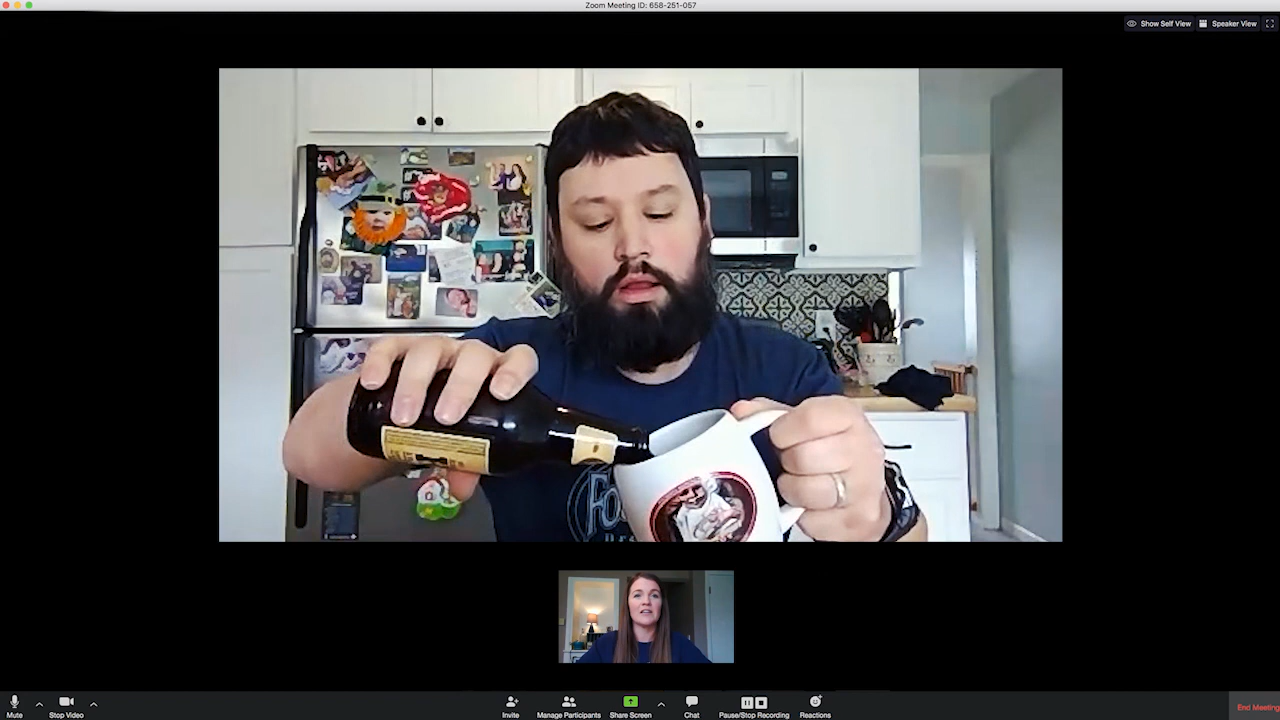 Zoom Meeting ID: 658-251-057
Show Self View
Speaker View
Mute
Stop Video
Invite
Manage Participants
Share Screen
Chat
Pause/Stop Recording
Reactions
End Meeting